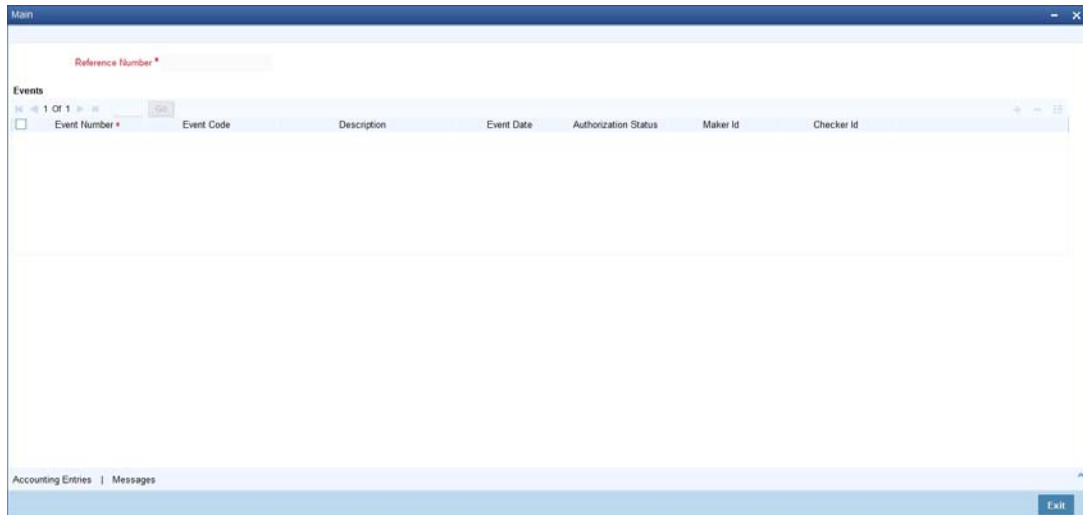 Main
Reference Number *
Events
1 Of 1 Go
Event Number * Event Code Description Event Date Authorization Status Maker Id Checker Id
Accounting Entries | Messages
Exit